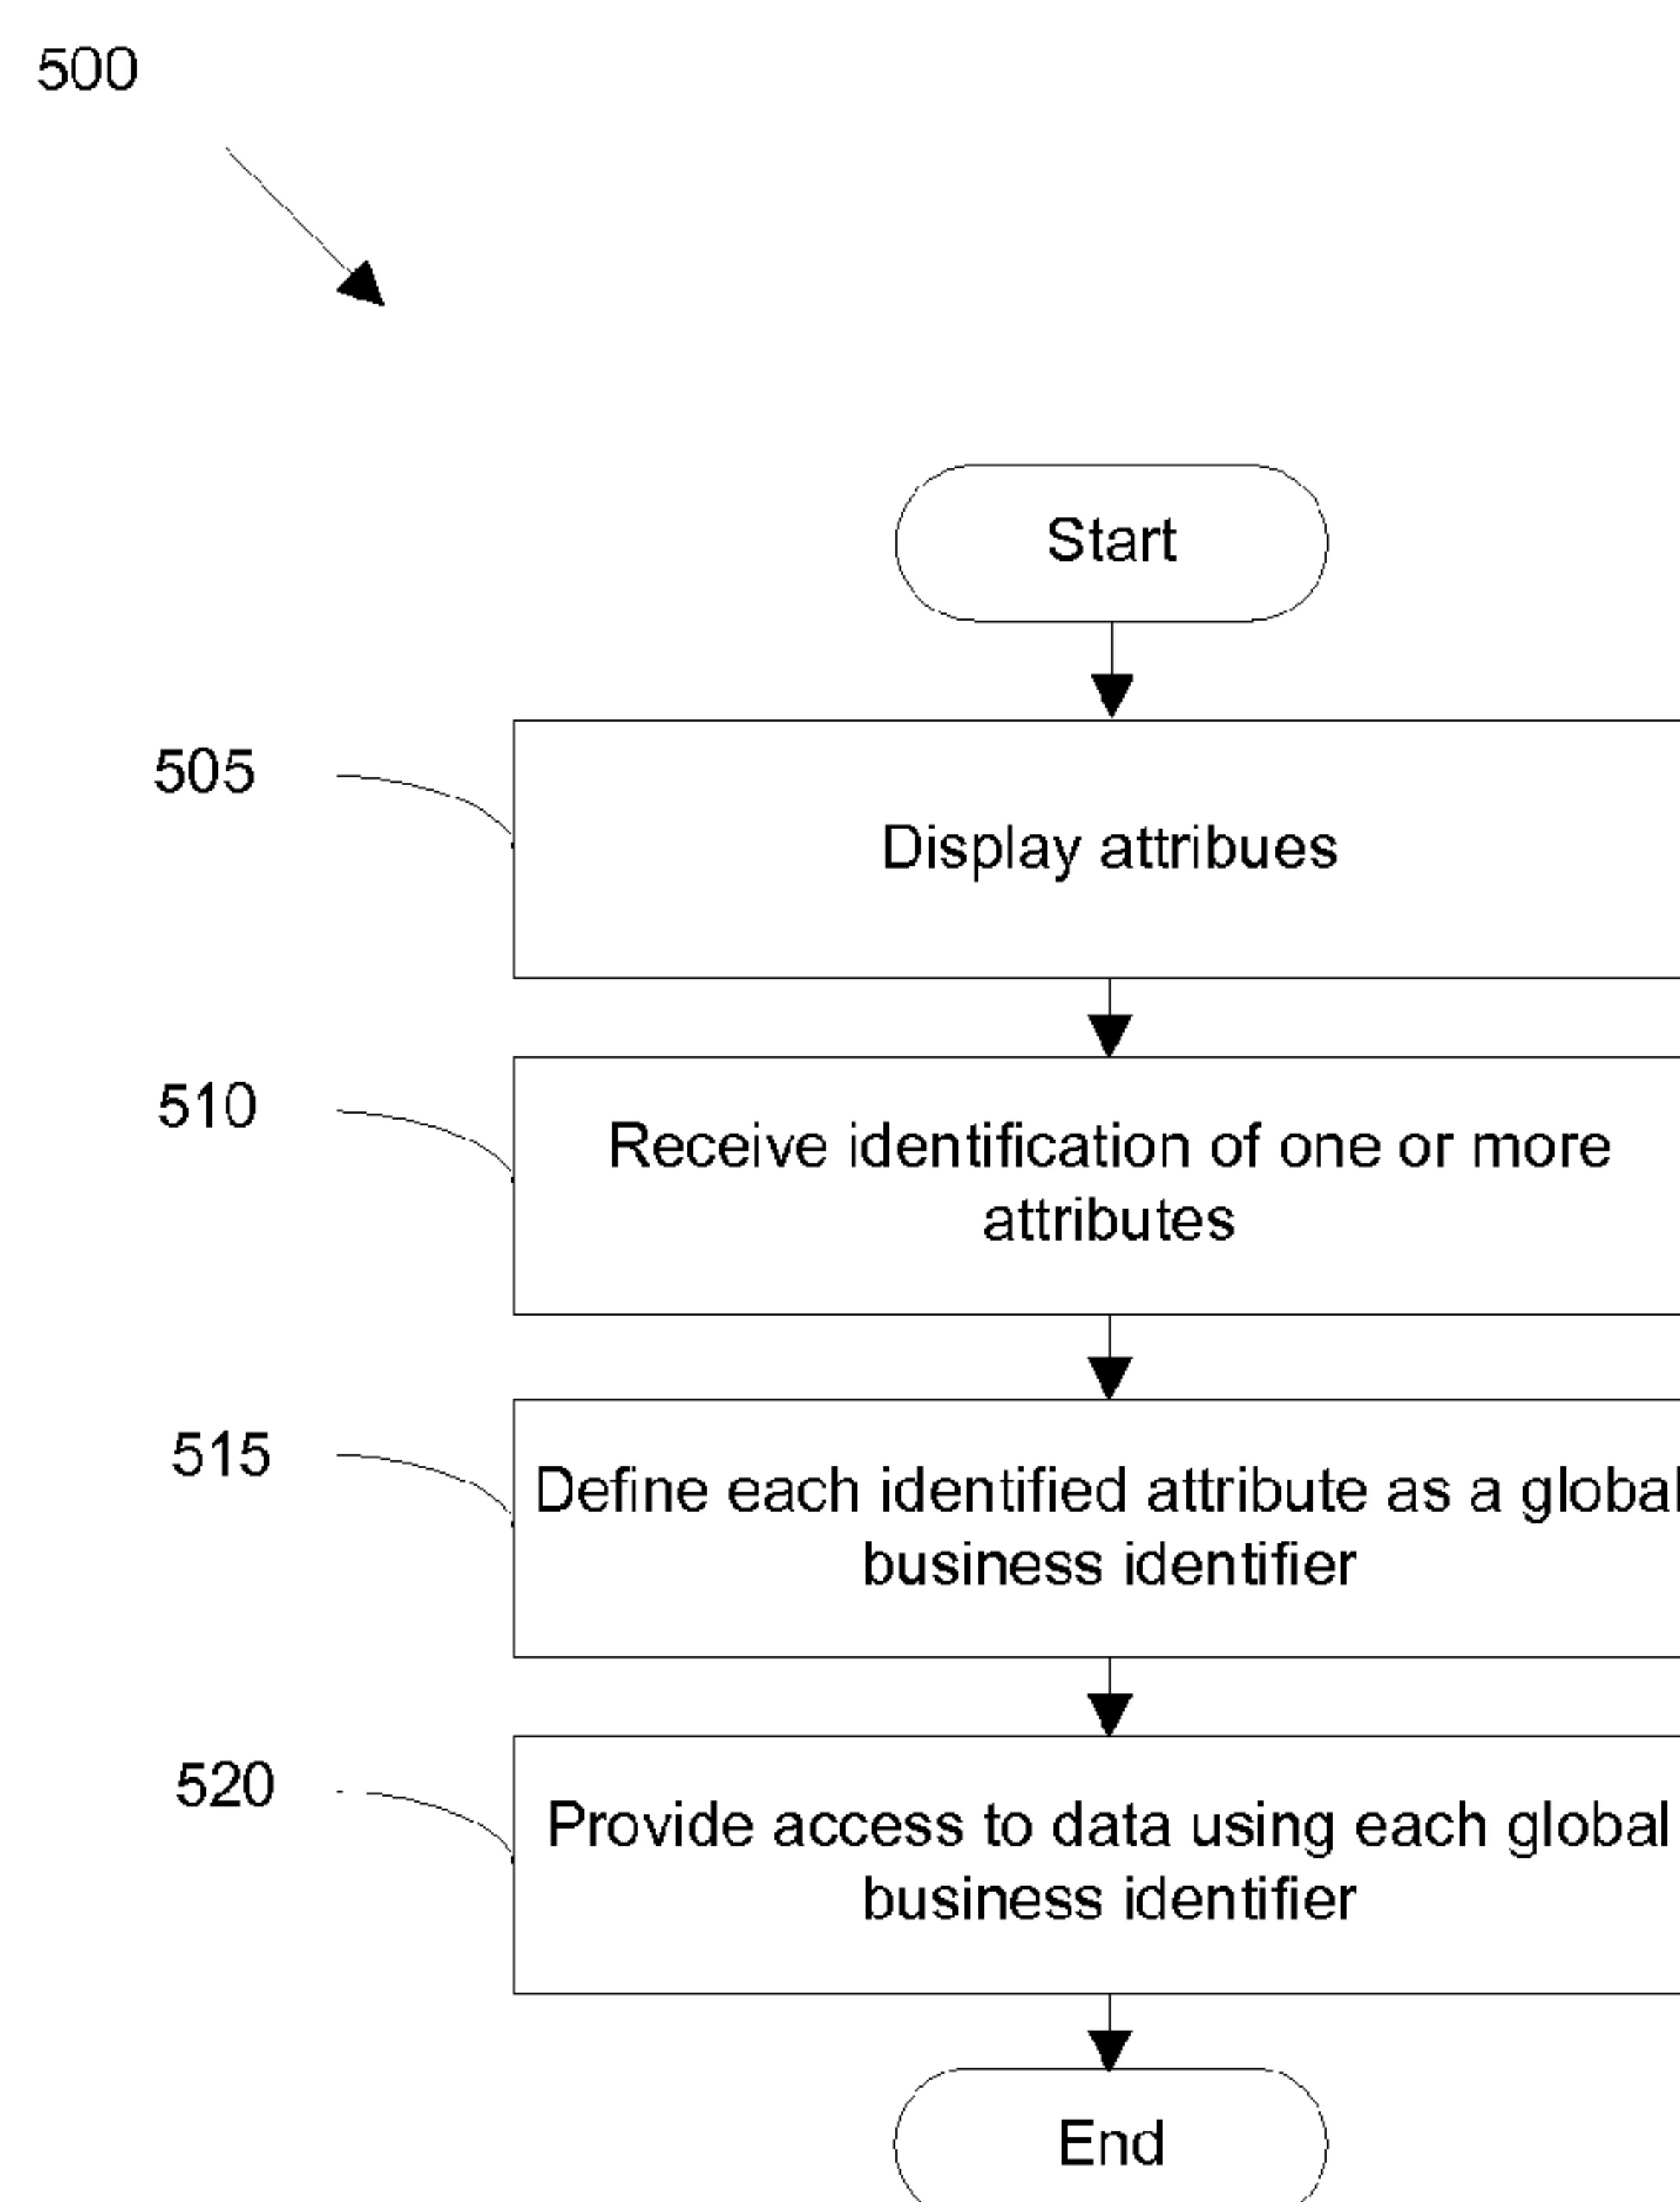 500
Start
505
Display attribues
510
Receive identification of one or more
attributes
515
Define each identified attribute as a global
business identifier
520
Provide access to data using each global
business identifier
End